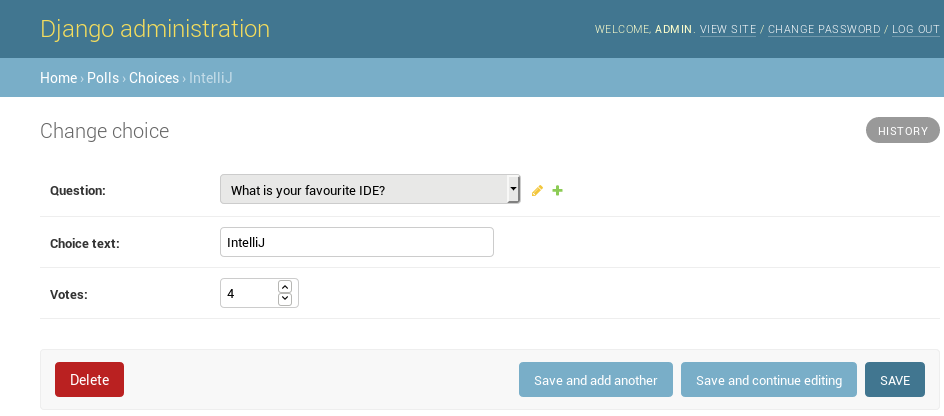 Django administration
WELCOME, ADMIN. VIEW SITE / CHANGE PASSWORD / LOG OUT
Home › Polls › Choices › IntelliJ
Change choice
HISTORY
Question: What is your favourite IDE?
Choice text: IntelliJ
Votes: 4
Delete Save and add another Save and continue editing SAVE